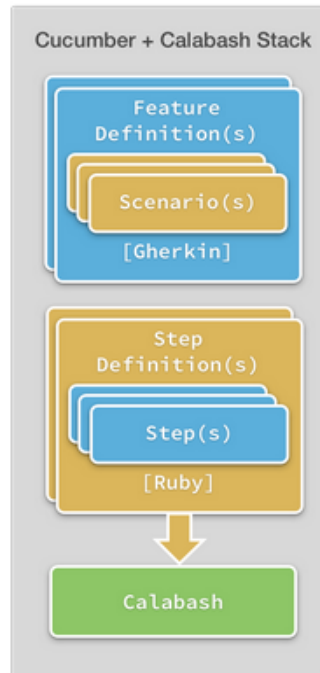 Cucumber + Calabash Stack
Feature
Definition(s)
Scenario(s)
[Gherkin]
Step
Definition(s)
Step(s)
[Ruby]
Calabash